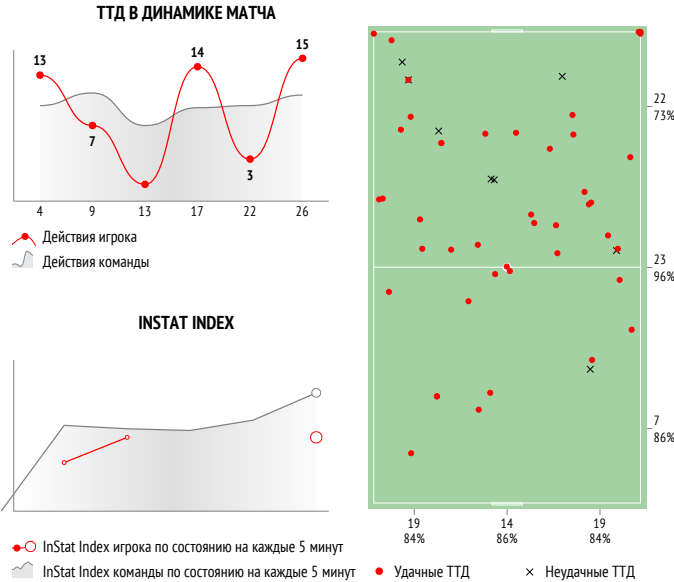 ТТД В ДИНАМИКЕ МАТЧА
13
7
14
3
15
4 9 13 17 22 26
Действия игрока
Действия команды
INSTAT INDEX
InStat Index игрока по состоянию на каждые 5 минут
InStat Index команды по состоянию на каждые 5 минут
22
73%
23
96%
7
86%
19 14 19
84% 86% 84%
Удачные ТТД Неудачные ТТД